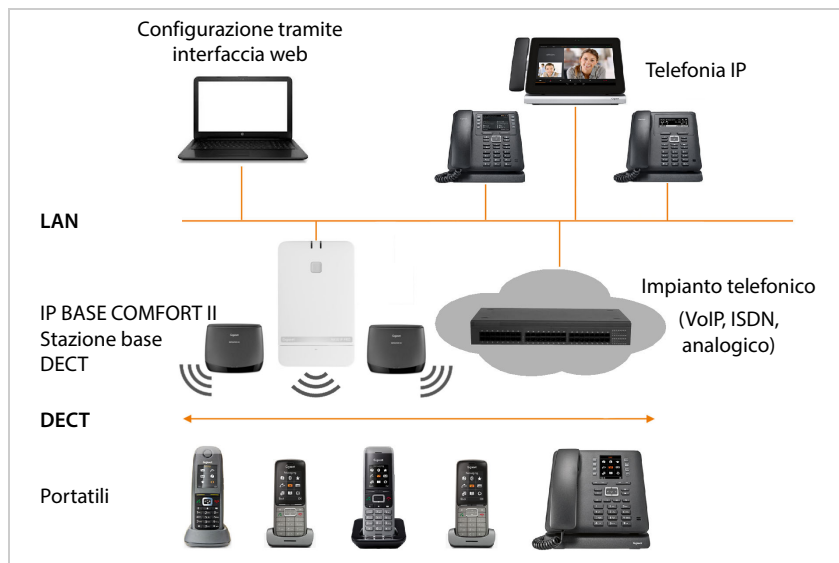 Configurazione tramite
interfaccia web
Telefonia IP
LAN
IP BASE COMFORT II
Stazione base
DECT
Impianto telefonico
(VoIP, ISDN,
analogico)
DECT
Portatili